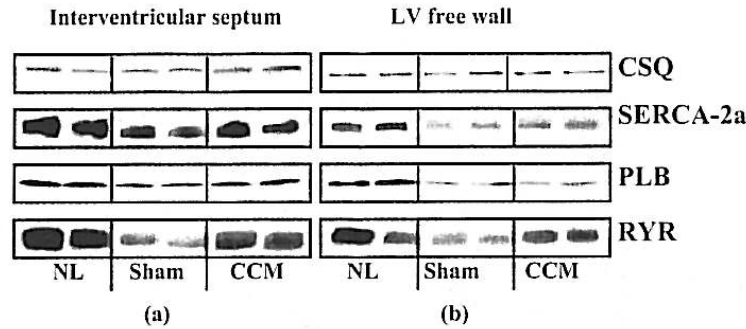 Interventricular septum LV free wall
CSQ
SERCA-2a
PLB
RYR
NL Sham CCM NL Sham CCM
(a) (b)